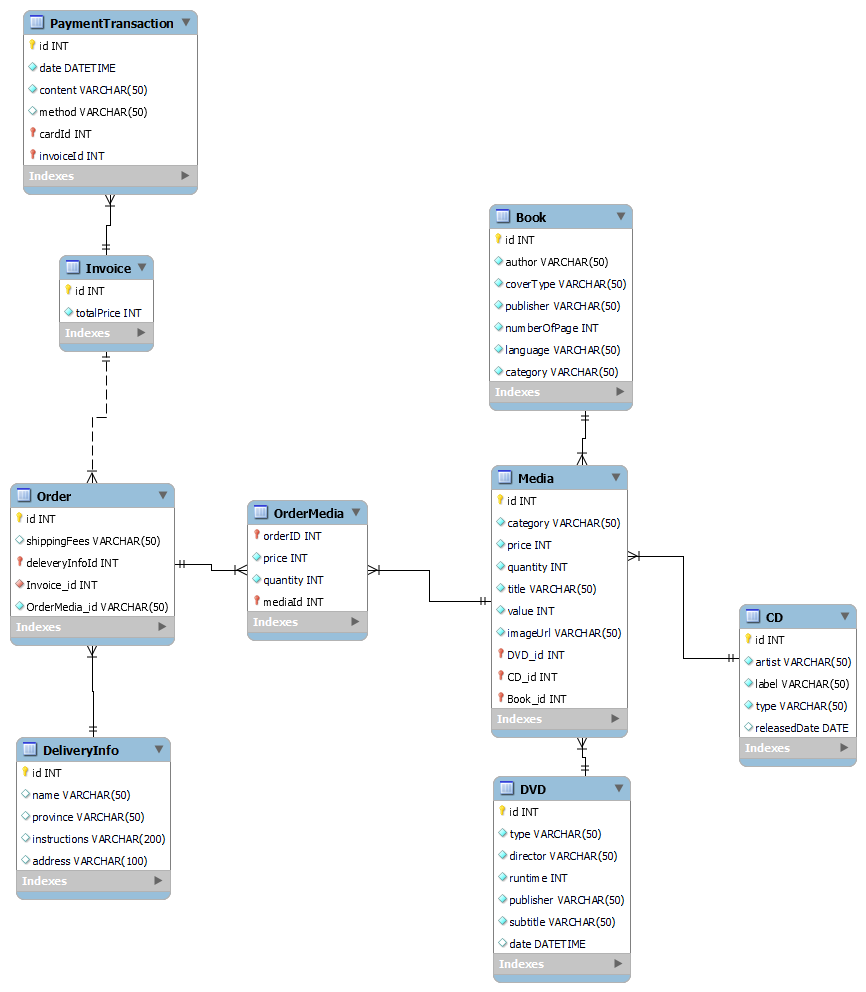 PaymentTransaction
id INT
date DATETIME
content VARCHAR(50)
method VARCHAR(50)
cardId INT
invoiceId INT
Indexes
Invoice
id INT
totalPrice INT
Indexes
Order
id INT
shippingFees VARCHAR(50)
deleveryInfoId INT
Invoice_id INT
OrderMedia_id VARCHAR(50)
Indexes
DeliveryInfo
id INT
name VARCHAR(50)
province VARCHAR(50)
instructions VARCHAR(200)
address VARCHAR(100)
Indexes
OrderMedia
orderID INT
price INT
quantity INT
mediaId INT
Indexes
Book
id INT
author VARCHAR(50)
coverType VARCHAR(50)
publisher VARCHAR(50)
numberOfPage INT
language VARCHAR(50)
category VARCHAR(50)
Indexes
Media
id INT
category VARCHAR(50)
price INT
quantity INT
title VARCHAR(50)
value INT
imageUrl VARCHAR(50)
DVD_id INT
CD_id INT
Book_id INT
Indexes
DVD
id INT
type VARCHAR(50)
director VARCHAR(50)
runtime INT
publisher VARCHAR(50)
subtitle VARCHAR(50)
date DATETIME
Indexes
CD
id INT
artist VARCHAR(50)
label VARCHAR(50)
type VARCHAR(50)
releasedDate DATE
Indexes